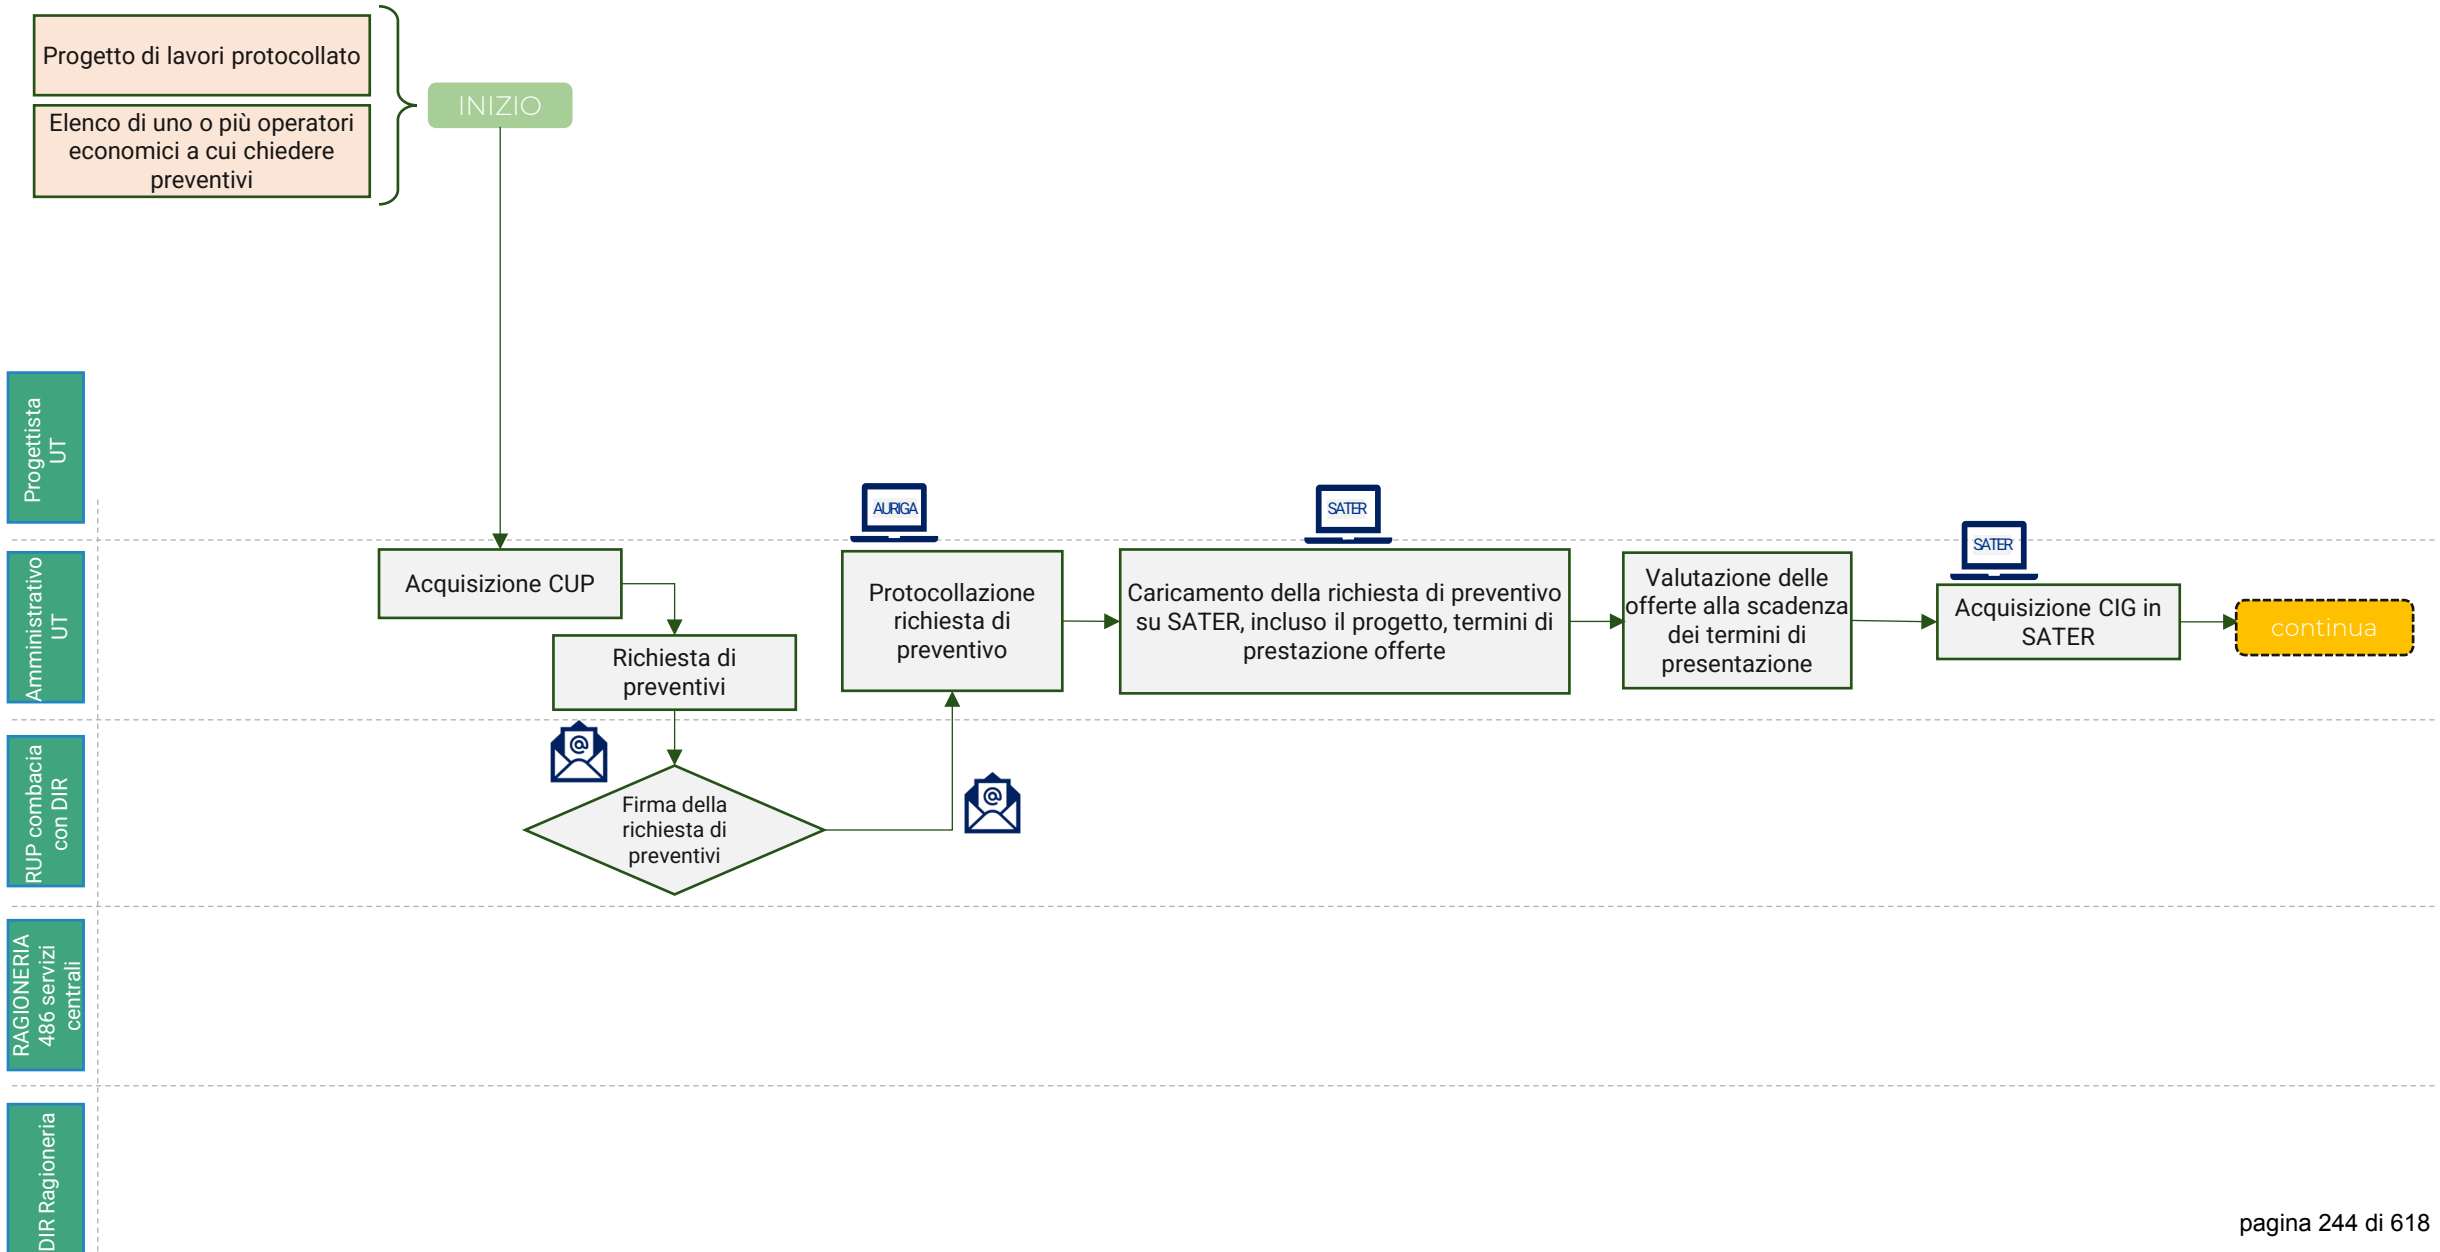 Progetto di lavori protocollato
Elenco di uno o più operatori
economici a cui chiedere
preventivi
INIZIO
Progettista
UT
AURIGA
SATER
SATER
Amministrativo
UT
Acquisizione CUP
Richiesta di
preventivi
Protocollazione
richiesta di
preventivo
Caricamento della richiesta di preventivo
su SATER, incluso il progetto, termini di
prestazione offerte
Valutazione delle
offerte alla scadenza
dei termini di
presentazione
Acquisizione CIG in
SATER
continua
RUP combacia
con DIR
@
@
Firma della
richiesta di
preventivi
RAGIONERIA
486 servizi
centrali
DIR Ragioneria
pagina 244 di 618